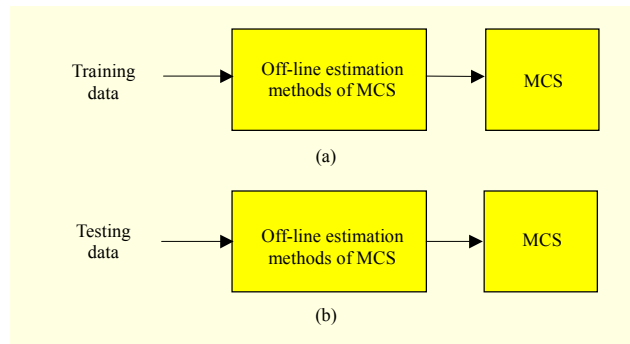 Training
data
Off-line estimation
methods of MCS
MCS
(a)
Testing
data
Off-line estimation
methods of MCS
MCS
(b)